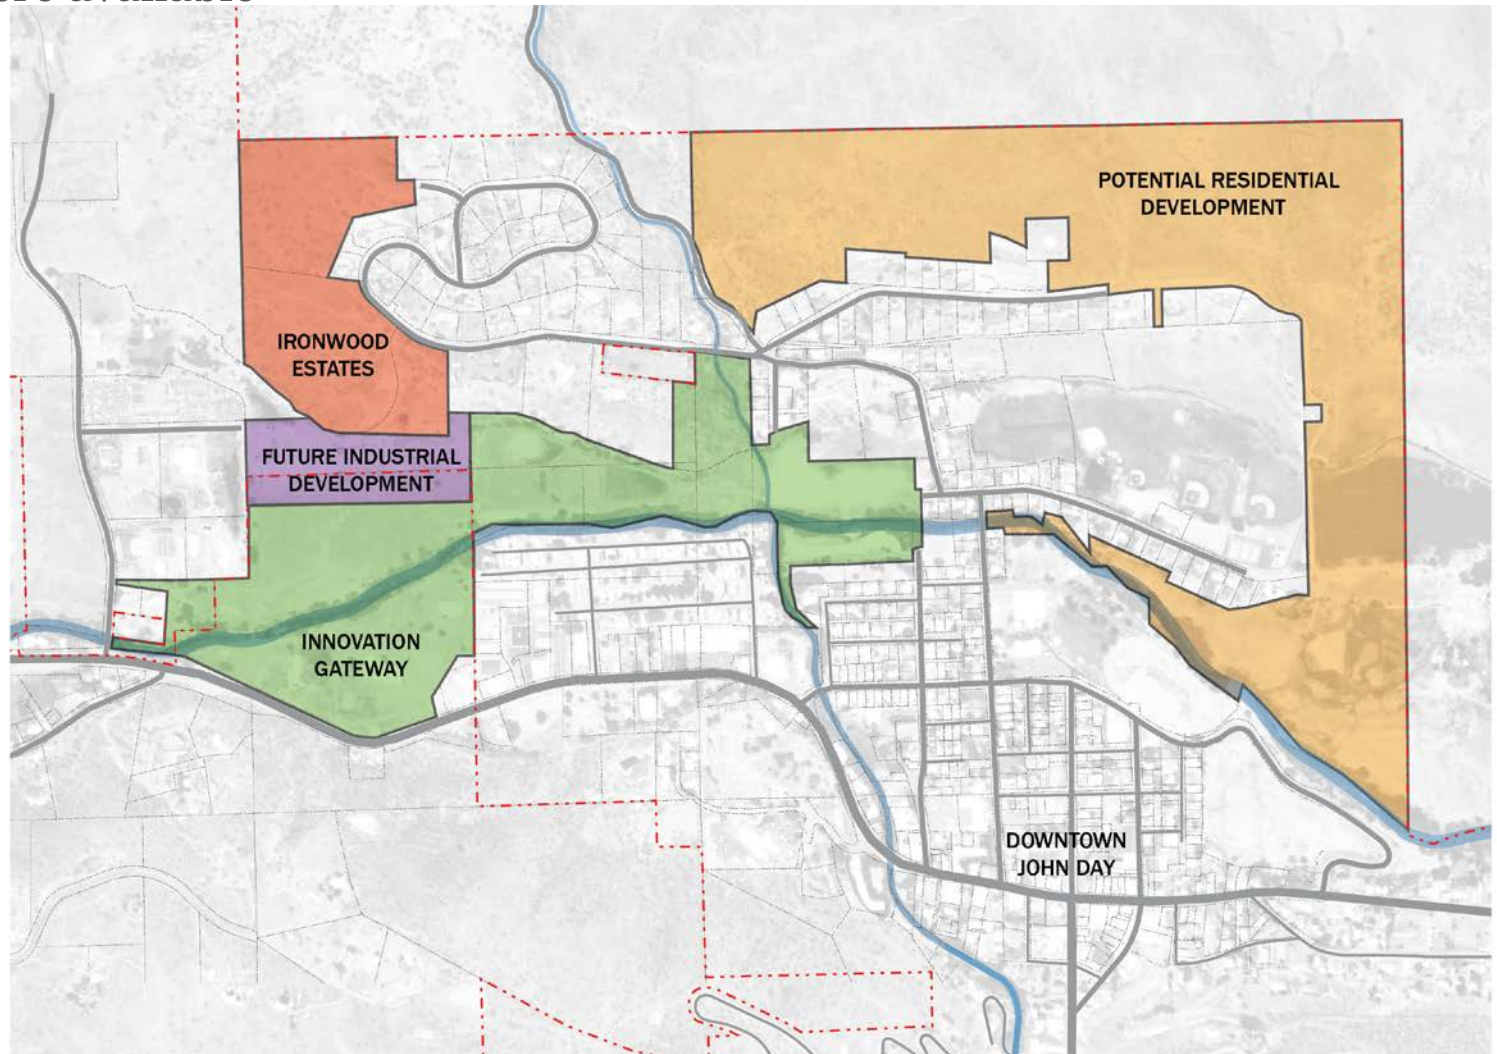 POTENTIAL RESIDENTIAL
DEVELOPMENT
IRONWOOD
ESTATES
FUTURE INDUSTRIAL
DEVELOPMENT
INNOVATION
GATEWAY
DOWNTOWN
JOHN DAY